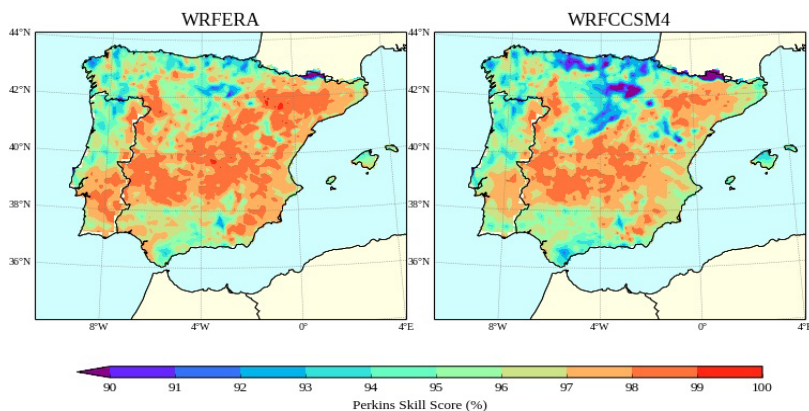 WRFERA WRFCCSM4
44°N 44°N
42°N 42°N
40°N 40°N
38°N 38°N
36°N 36°N
8°W 4°W 0° 4°E 8°W 4°W 0° 4°E
90 91 92 93 94 95 96 97 98 99 100
Perkins Skill Score (%)